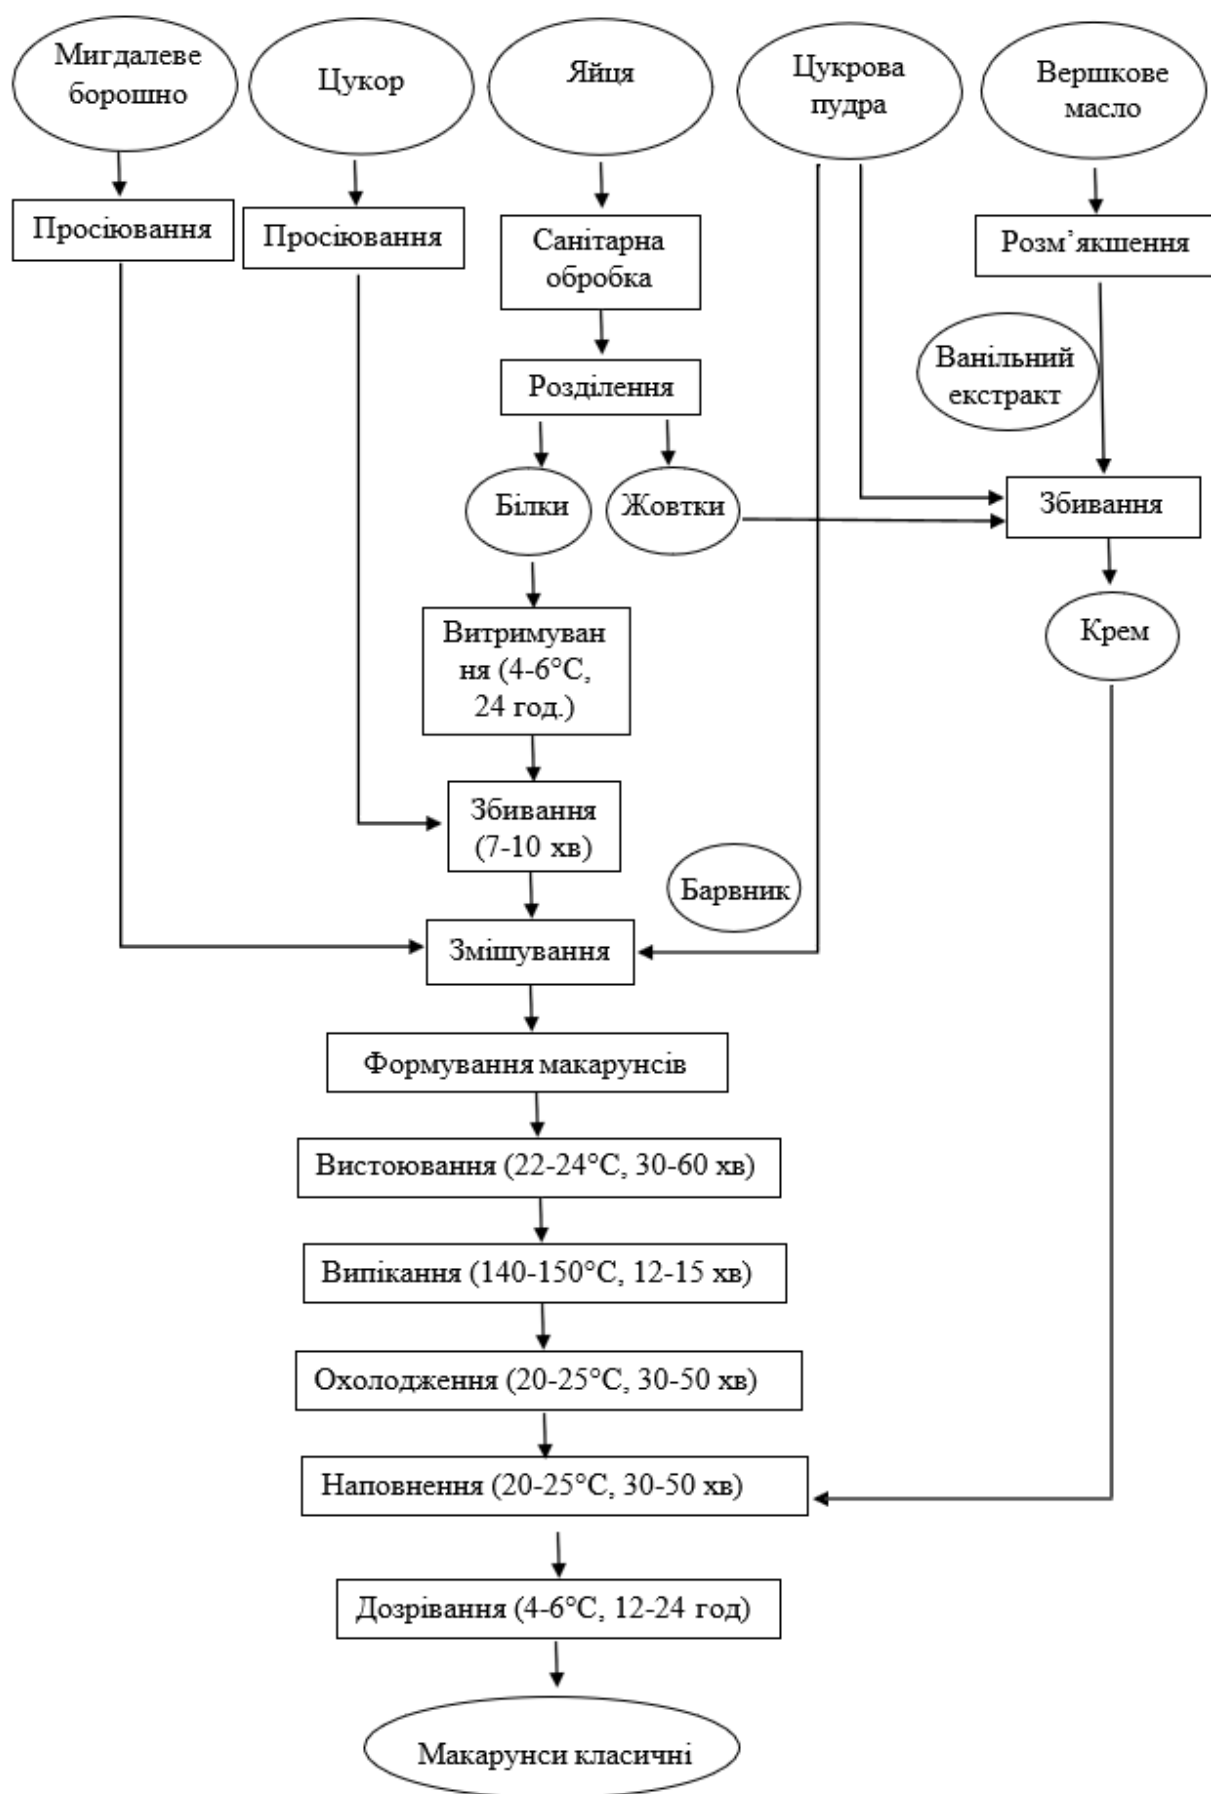 Мигдалеве
борошно
Цукор
Яйця
Цукрова
пудра
Вершкове
масло
Просіювання
Просіювання
Санітарна
обробка
Розм’якшення
Ванільний
екстракт
Розділення
Білки
Жовтки
Збивання
Крем
Витримуван
ня (4-6°C,
24 год.)
Збивання
(7-10 хв)
Барвник
Змішування
Формування макарунсів
Вистоювання (22-24°C, 30-60 хв)
Випікання (140-150°C, 12-15 хв)
Охолодження (20-25°C, 30-50 хв)
Наповнення (20-25°C, 30-50 хв)
Дозрівання (4-6°C, 12-24 год)
Макарунси класичні